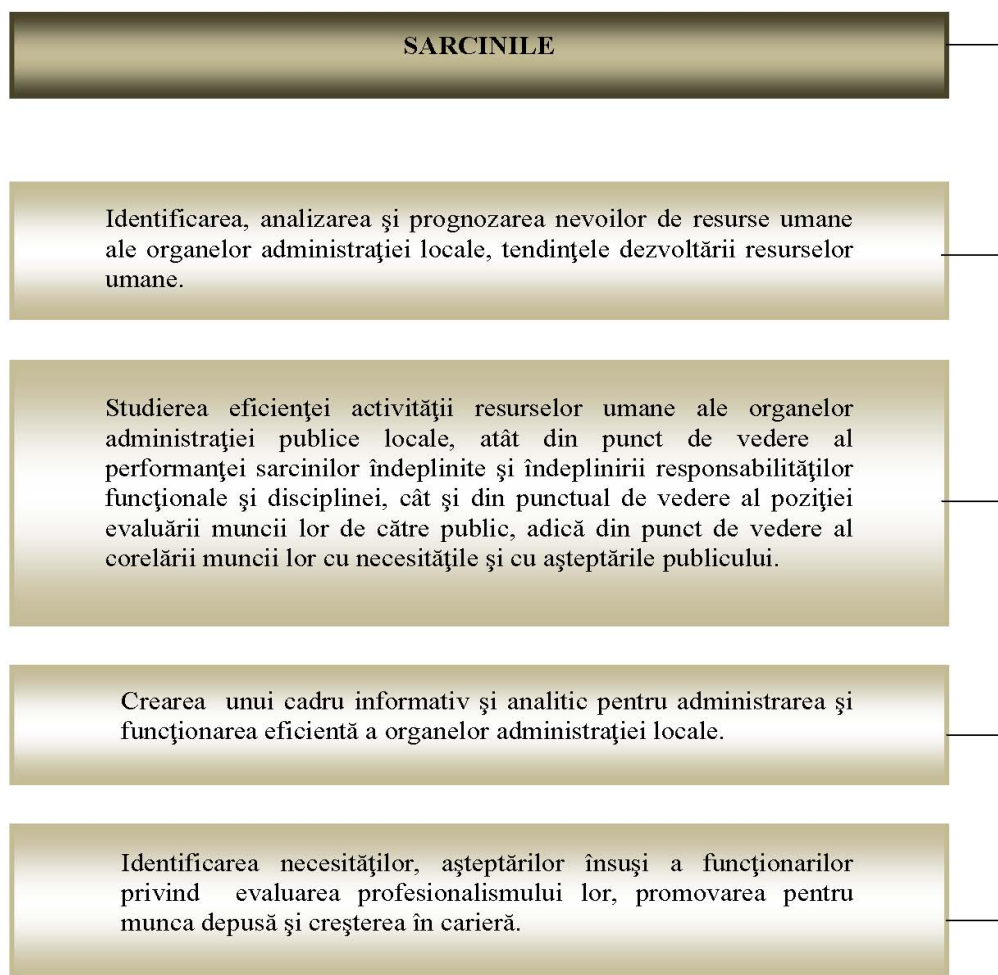 SARCINILE
Identificarea, analizarea şi prognozarea nevoilor de resurse umane
ale organelor administraţiei locale, tendinţele dezvoltării resurselor
umane.
Studierea eficienţei activităţii resurselor umane ale organelor
administraţiei publice locale, atât din punct de vedere al
performanţei sarcinilor îndeplinite şi îndeplinirii responsabilităţilor
funcţionale şi disciplinei, cât şi din punctual de vedere al poziţiei
evaluării muncii lor de către public, adică din punct de vedere al
corelării muncii lor cu necesităţile şi cu aşteptările publicului.
Crearea unui cadru informativ şi analitic pentru administrarea şi
funcţionarea eficientă a organelor administraţiei locale.
Identificarea necesităţilor, aşteptărilor însuşi a funcţionarilor
privind evaluarea profesionalismului lor, promovarea pentru
munca depusă şi creşterea în carieră.